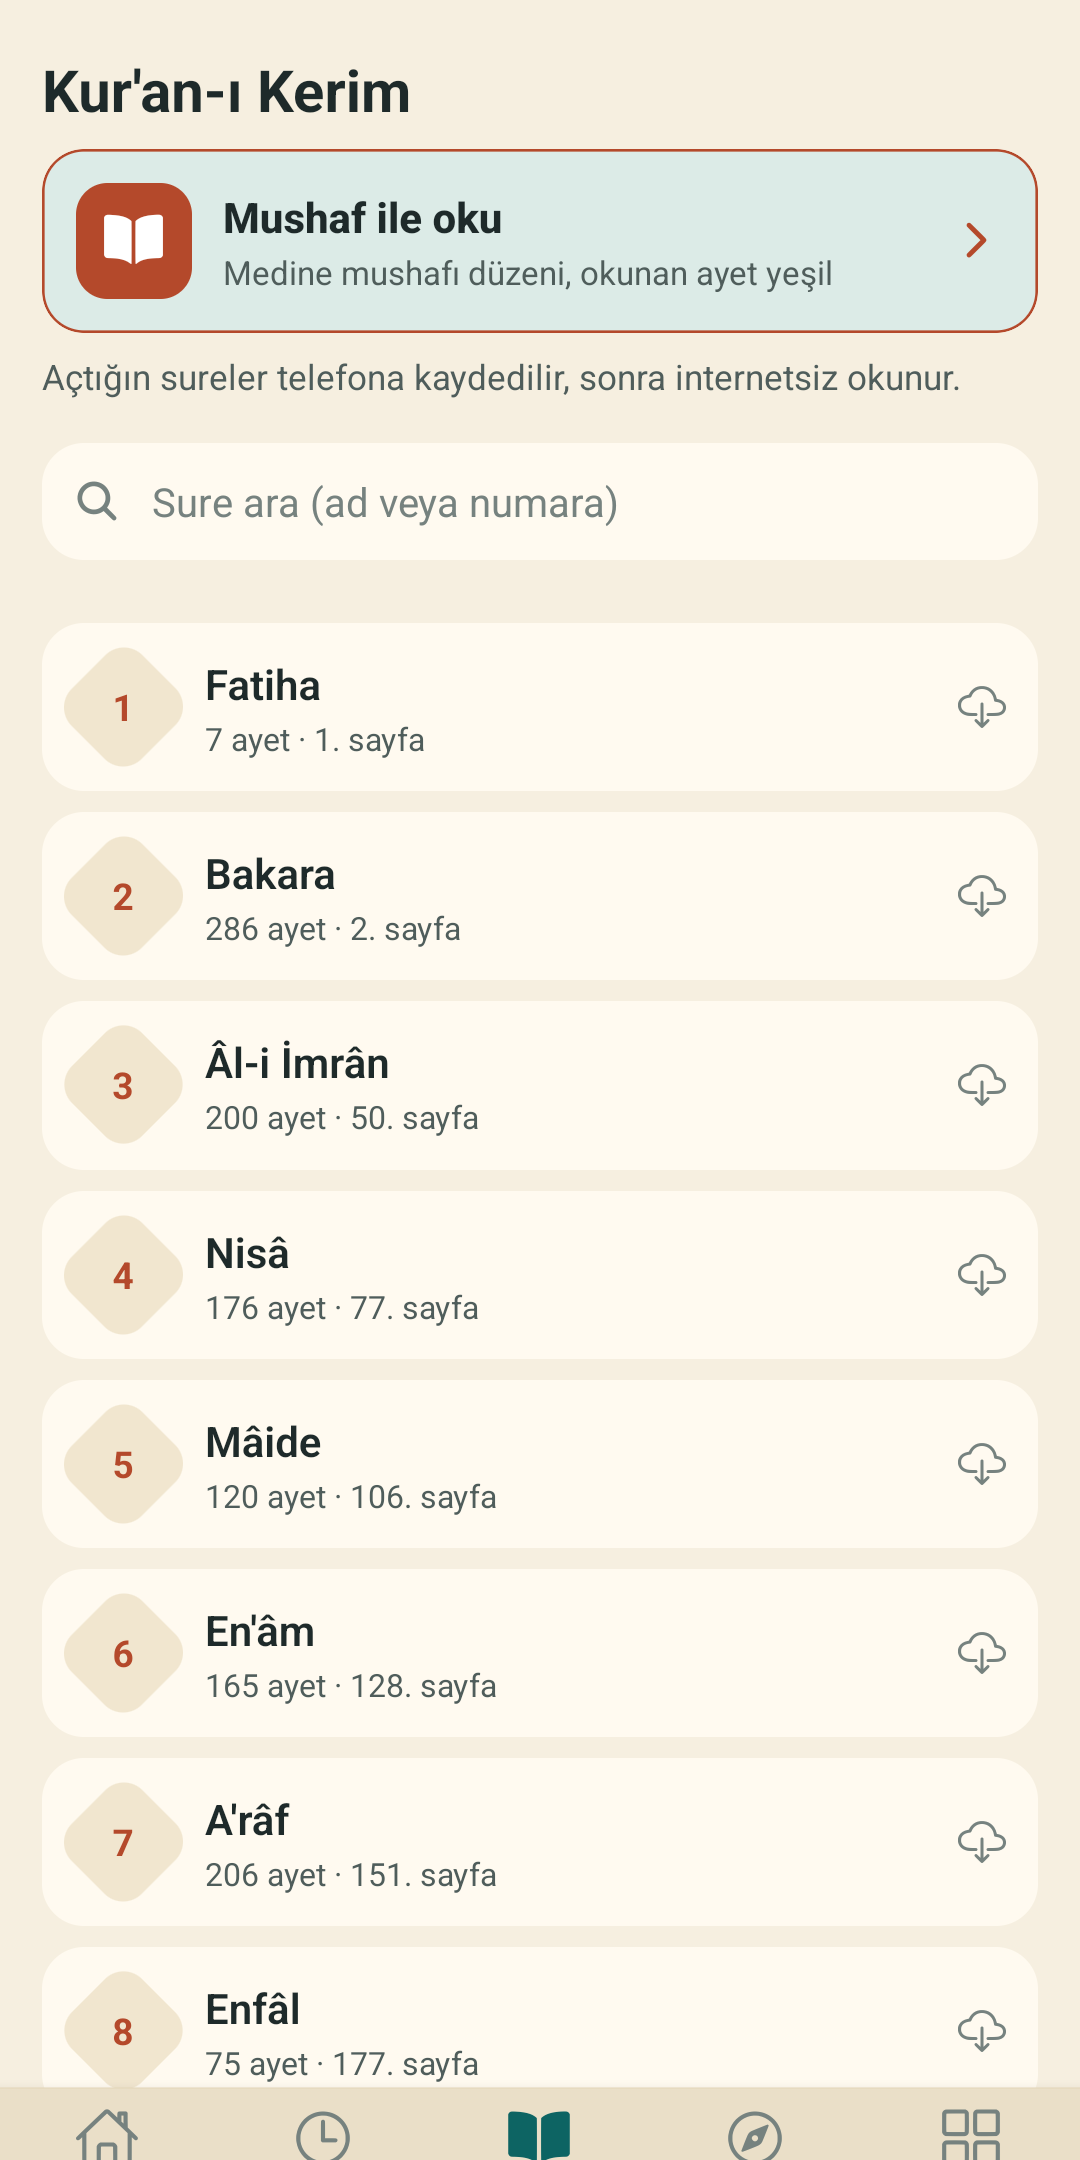 Kur'an-ı Kerim
Mushaf ile oku
Medine mushafı düzeni, okunan ayet yeşil
Açtığın sureler telefona kaydedilir, sonra internetsiz okunur.
Sure ara (ad veya numara)
1
Fatiha
7 ayet · 1. sayfa
2
Bakara
286 ayet · 2. sayfa
3
Âl-i İmrân
200 ayet · 50. sayfa
4
Nisâ
176 ayet · 77. sayfa
5
Mâide
120 ayet · 106. sayfa
6
En'âm
165 ayet · 128. sayfa
7
A'râf
206 ayet · 151. sayfa
8
Enfâl
75 ayet · 177. sayfa